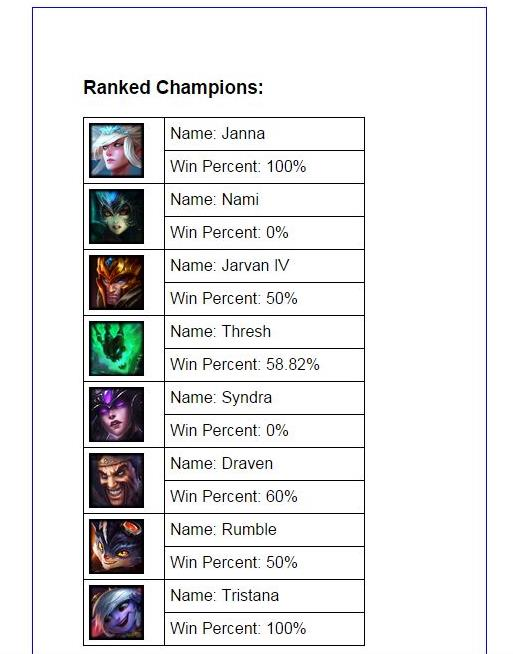 Ranked Champions:
Name: Janna
Win Percent: 100%
Name: Nami
Win Percent: 0%
Name: Jarvan IV
Win Percent: 50%
Name: Thresh
Win Percent: 58.82%
Name: Syndra
Win Percent: 0%
Name: Draven
Win Percent: 60%
Name: Rumble
Win Percent: 50%
Name: Tristana
Win Percent: 100%